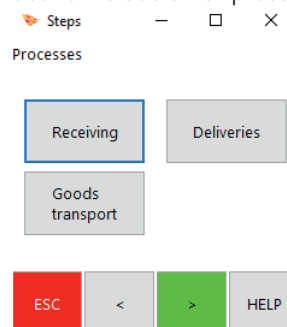 Steps
Processes
Receiving
Deliveries
Goods
transport
ESC
<
>
HELP